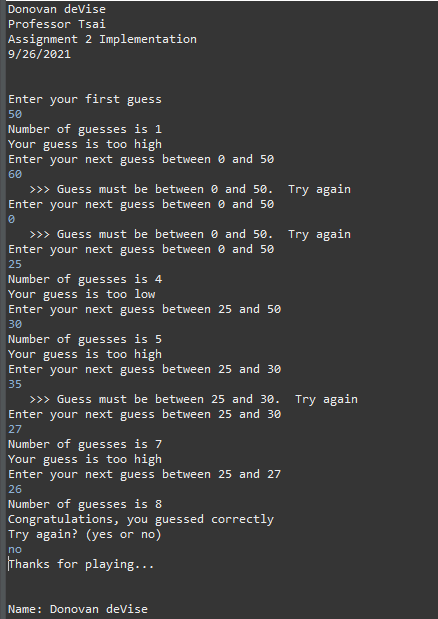 Donovan deVise
Professor Tsai
Assignment 2 Implementation
9/26/2021
Enter your first guess
50
Number of guesses is 1
Your guess is too high
Enter your next guess between 0 and 50
60
>>> Guess must be between 0 and 50.  Try again
Enter your next guess between 0 and 50
0
>>> Guess must be between 0 and 50.  Try again
Enter your next guess between 0 and 50
25
Number of guesses is 4
Your guess is too low
Enter your next guess between 25 and 50
30
Number of guesses is 5
Your guess is too high
Enter your next guess between 25 and 30
35
>>> Guess must be between 25 and 30.  Try again
Enter your next guess between 25 and 30
27
Number of guesses is 7
Your guess is too high
Enter your next guess between 25 and 27
26
Number of guesses is 8
Congratulations, you guessed correctly
Try again? (yes or no)
no
Thanks for playing...
Name: Donovan deVise